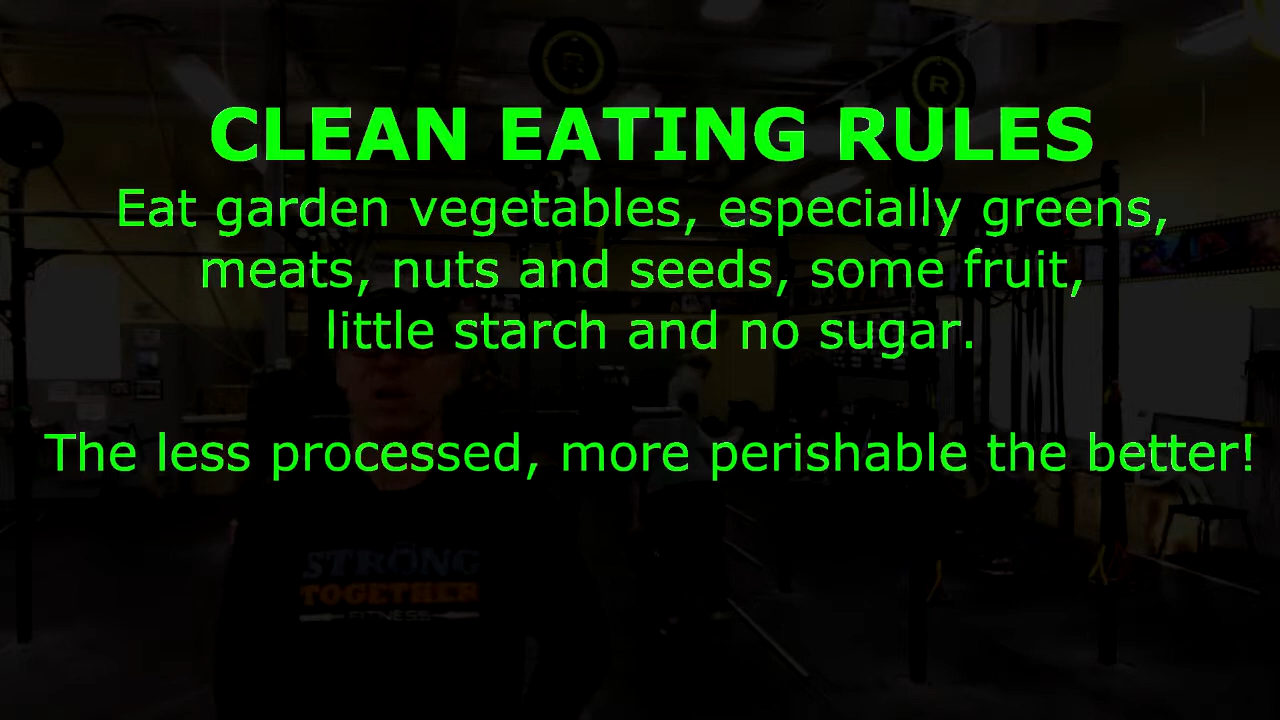 CLEAN EATING RULES
Eat garden vegetables, especially greens,
meats, nuts and seeds, some fruit,
little starch and no sugar.
The less processed, more perishable the better!
R
R
STRONG
TOGETHER
FITNESS